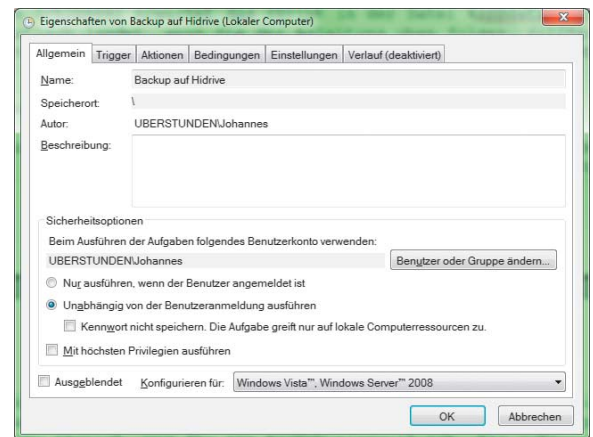 Eigenschaften von Backup auf Hidrive (Lokaler Computer)
Allgemein Trigger Aktionen Bedingungen Einstellungen Verlauf (deaktiviert)
Name: Backup auf Hidrive
Speicherort: \
Autor: UBERSTUNDEN\Johannes
Beschreibung:
Sicherheitsoptionen
Beim Ausführen der Aufgaben folgendes Benutzerkonto verwenden:
UBERSTUNDEN\Johannes Benutzer oder Gruppe ändern...
Nur ausführen, wenn der Benutzer angemeldet ist
Unabhängig von der Benutzeranmeldung ausführen
Kennwort nicht speichern. Die Aufgabe greift nur auf lokale Computerressourcen zu.
Mit höchsten Privilegien ausführen
Ausgeblendet Konfigurieren für: Windows Vista™, Windows Server™ 2008
OK Abbrechen